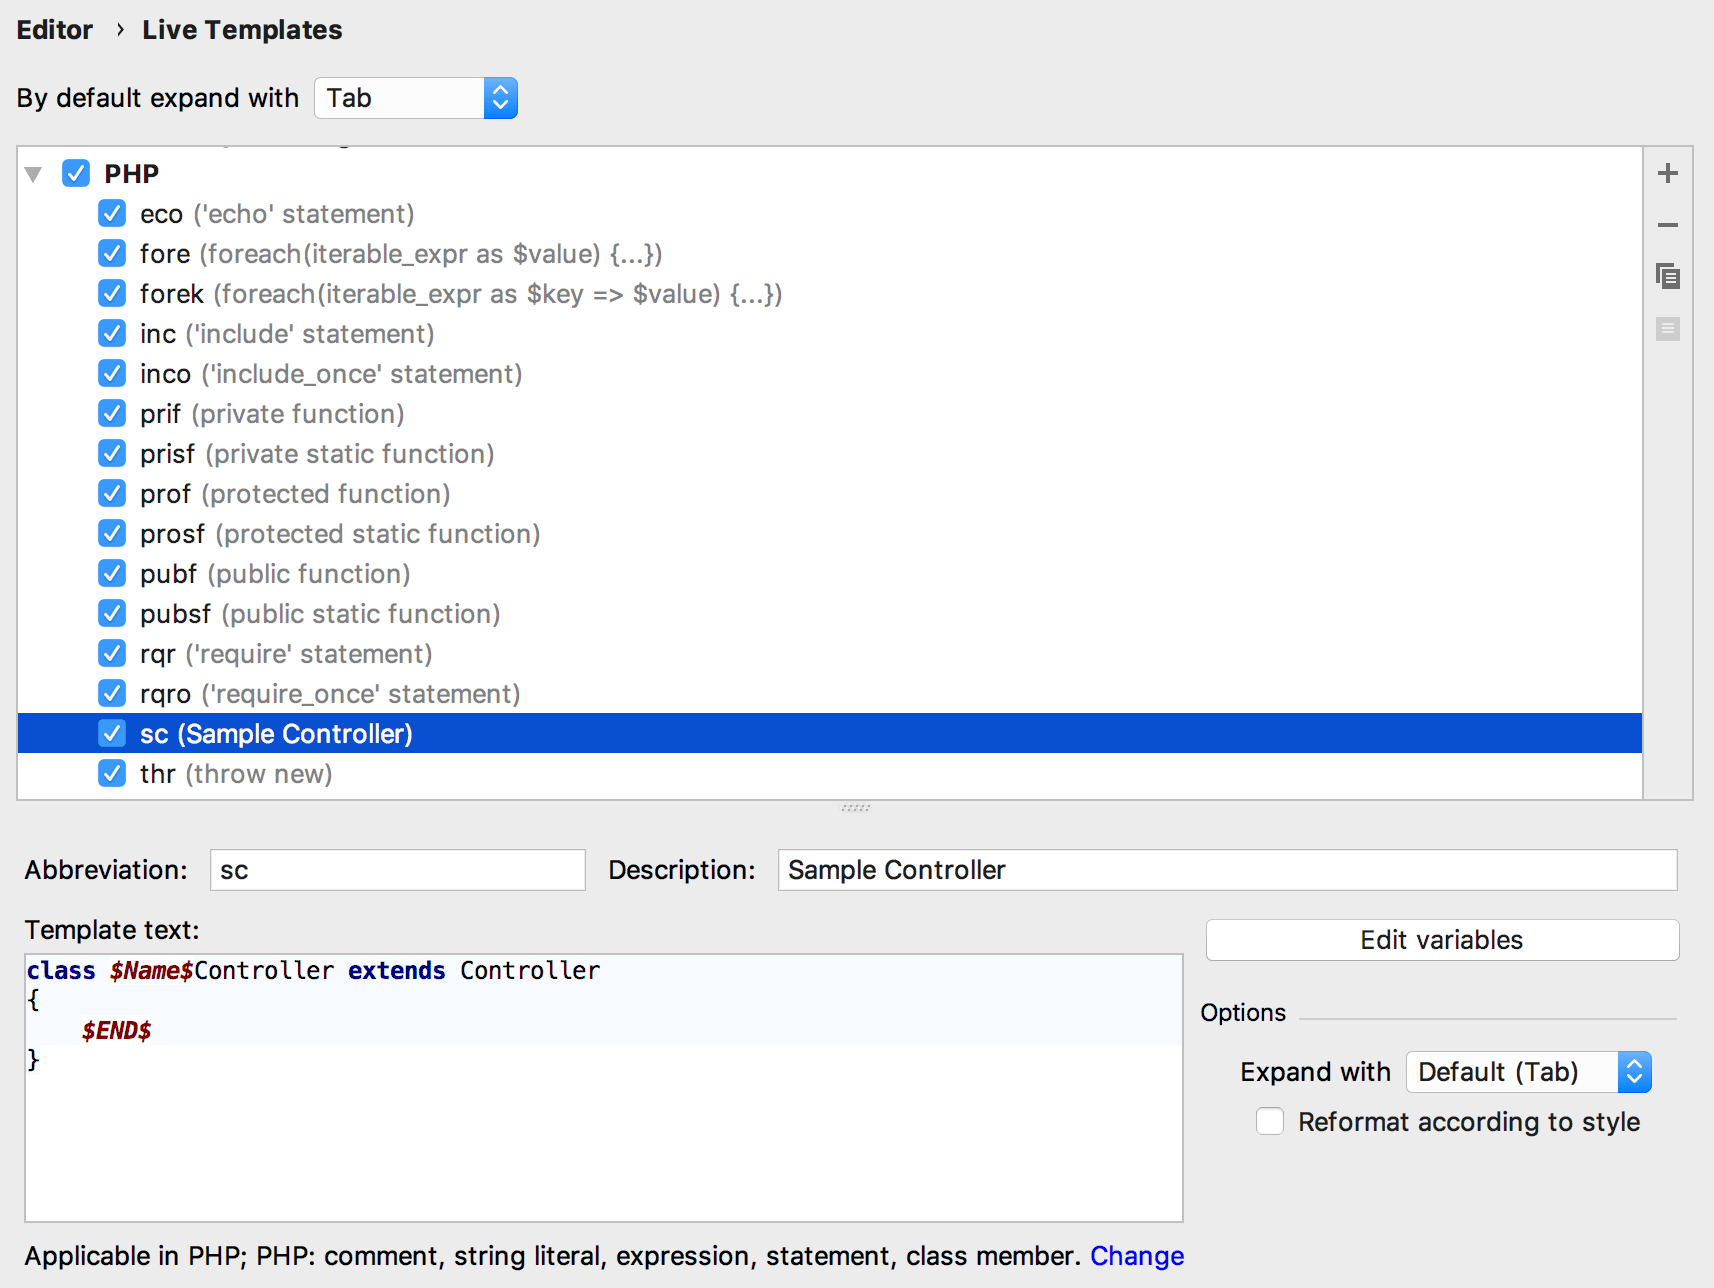 Editor › Live Templates
By default expand with Tab
PHP
eco ('echo' statement)
fore (foreach(iterable_expr as $value) {...})
forek (foreach(iterable_expr as $key => $value) {...})
inc ('include' statement)
inco ('include_once' statement)
prif (private function)
prisf (private static function)
prof (protected function)
prosf (protected static function)
pubf (public function)
pubsf (public static function)
rqr ('require' statement)
rqro ('require_once' statement)
sc (Sample Controller)
thr (throw new)
Abbreviation: sc Description: Sample Controller
Template text:
Edit variables
class $Name$Controller extends Controller
{
$END$
}
Options
Expand with Default (Tab)
Reformat according to style
Applicable in PHP; PHP: comment, string literal, expression, statement, class member. Change